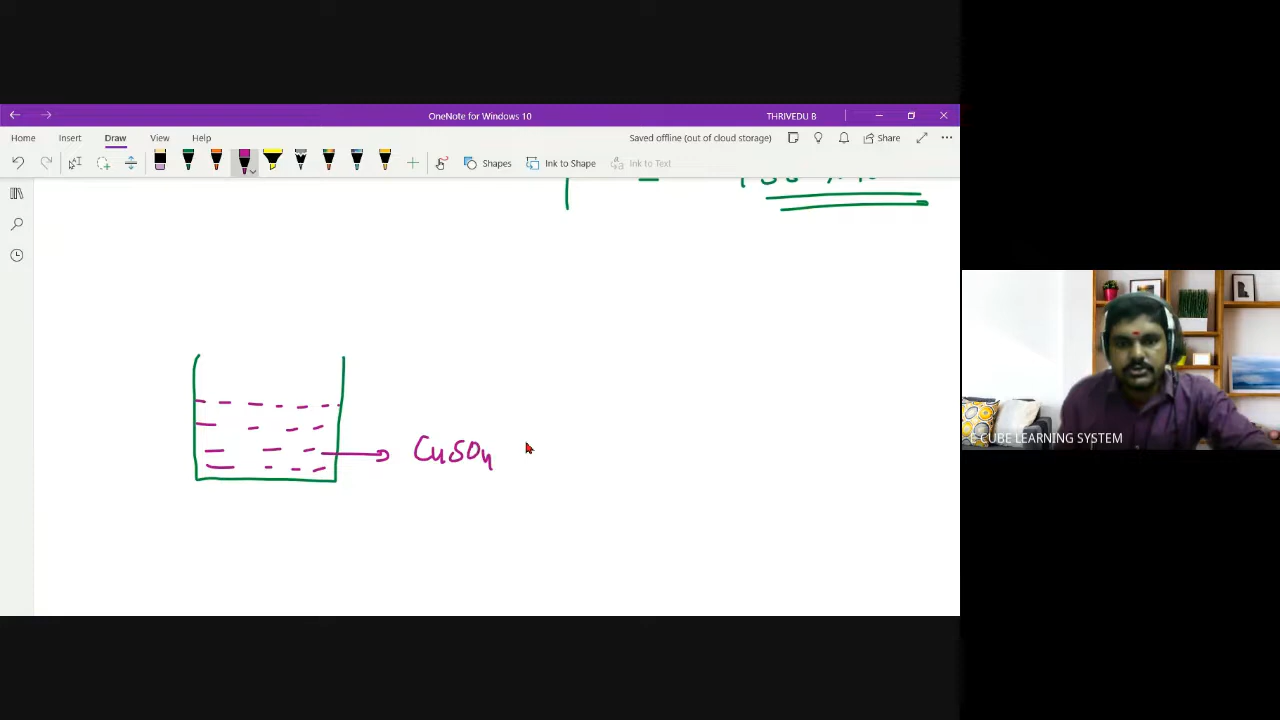 OneNote for Windows 10
THRIVEDU B
Home Insert Draw View Help
Saved offline (out of cloud storage)
Share
Shapes
Ink to Shape
Ink to Text
=
CuSO4
E CUBE LEARNING SYSTEM